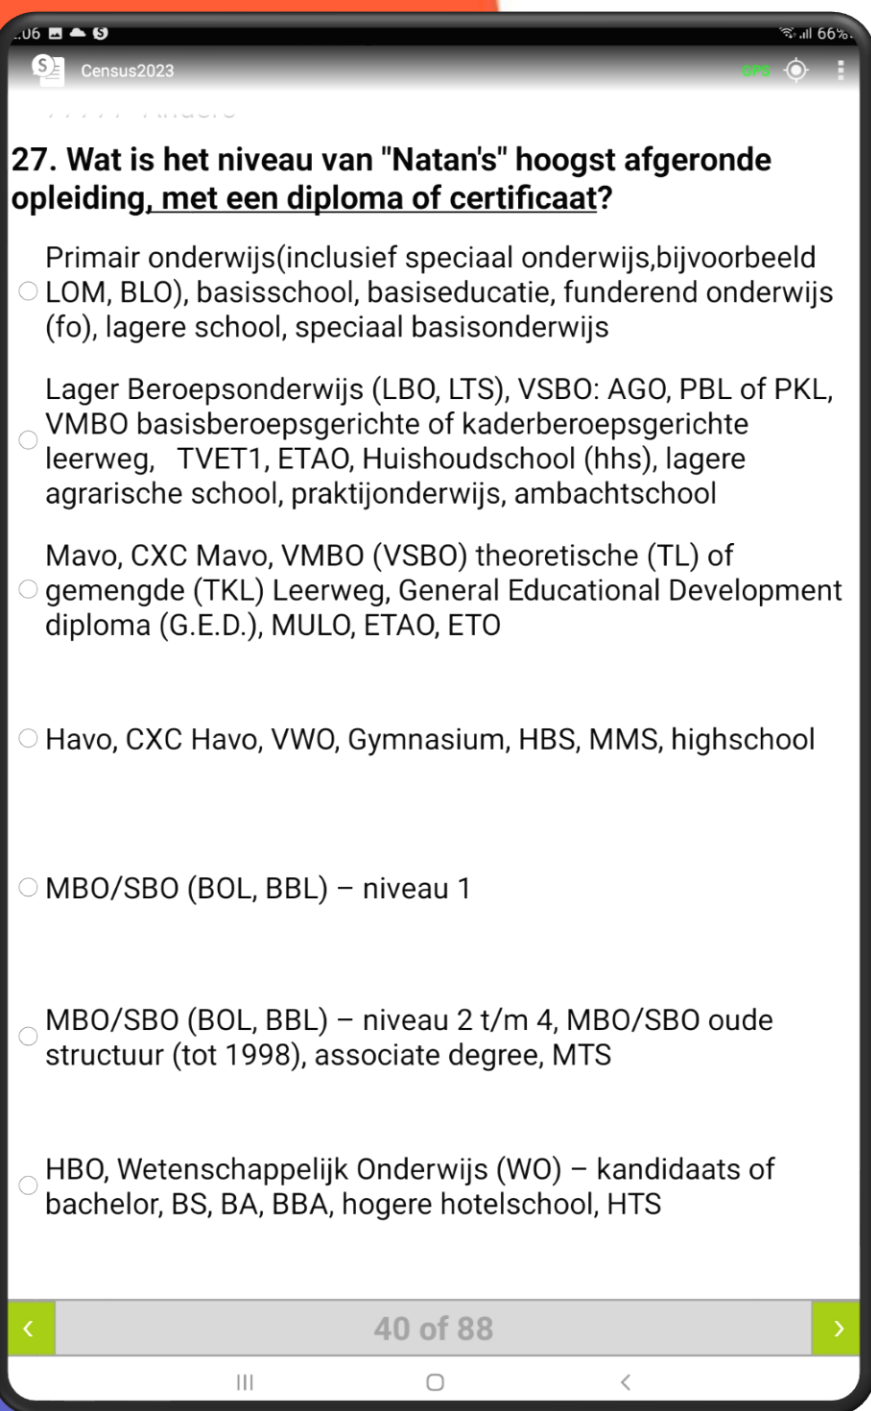 :06 66%
Census2023 GPS
27. Wat is het niveau van "Natan's" hoogst afgeronde
opleiding, met een diploma of certificaat?
Primair onderwijs(inclusief speciaal onderwijs,bijvoorbeeld
LOM, BLO), basisschool, basiseducatie, funderend onderwijs
(fo), lagere school, speciaal basisonderwijs
Lager Beroepsonderwijs (LBO, LTS), VSBO: AGO, PBL of PKL,
VMBO basisberoepsgerichte of kaderberoepsgerichte
leerweg, TVET1, ETAO, Huishoudschool (hhs), lagere
agrarische school, praktijonderwijs, ambachtschool
Mavo, CXC Mavo, VMBO (VSBO) theoretische (TL) of
gemengde (TKL) Leerweg, General Educational Development
diploma (G.E.D.), MULO, ETAO, ETO
Havo, CXC Havo, VWO, Gymnasium, HBS, MMS, highschool
MBO/SBO (BOL, BBL) – niveau 1
MBO/SBO (BOL, BBL) – niveau 2 t/m 4, MBO/SBO oude
structuur (tot 1998), associate degree, MTS
HBO, Wetenschappelijk Onderwijs (WO) – kandidaats of
bachelor, BS, BA, BBA, hogere hotelschool, HTS
40 of 88